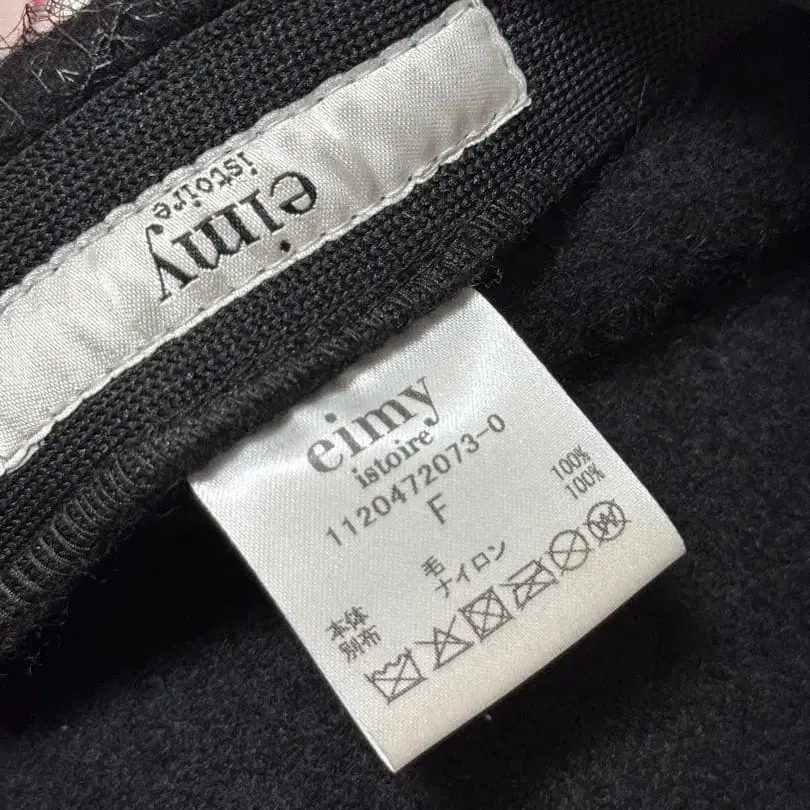 eimy
istoire
eimy
istoire
1120472073-0
F
本体 毛 100%
別布 ナイロン 100%
W